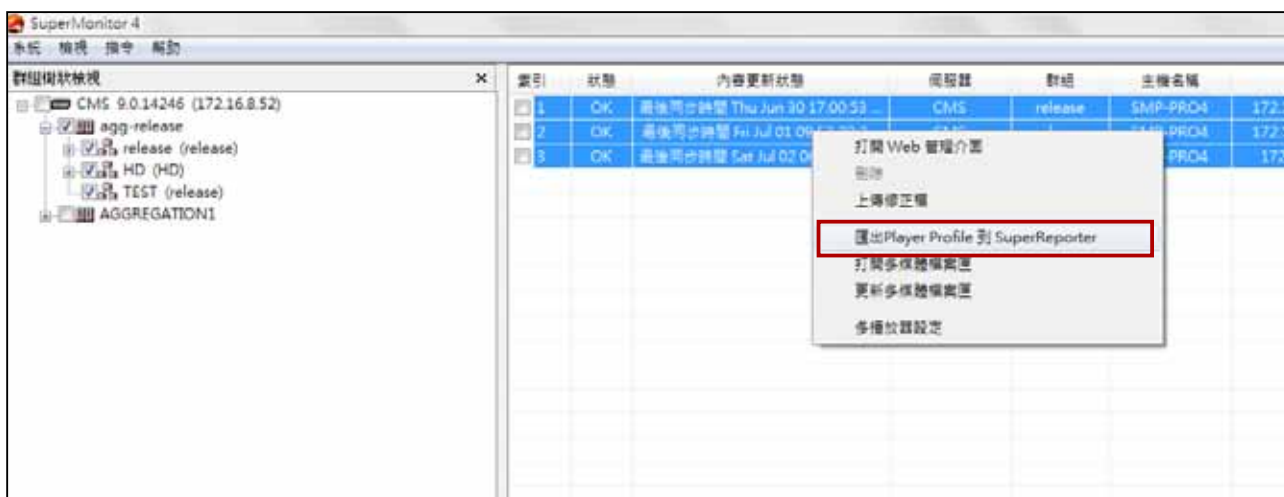 SuperMonitor 4
系統 檢視 指令 幫助
群組樹狀檢視 ×
CMS 9.0.14246 (172.16.8.52)
agg-release
release (release)
HD (HD)
TEST (release)
AGGREGATION1
索引 狀態 內容更新狀態 伺服器 群組 主機名稱
1 OK 最後同步時間 Thu Jun 30 17:00:53 ... CMS release SMP-PRO4 172
2 OK 最後同步時間 Fri Jul 01 09 CMS 172
3 OK 最後同步時間 Sat Jul 02 PRO4 172
打開 Web 管理介面
刪除
上傳修正檔
匯出Player Profile 到 SuperReporter
打開多媒體檔案匣
更新多媒體檔案匣
多播放器設定